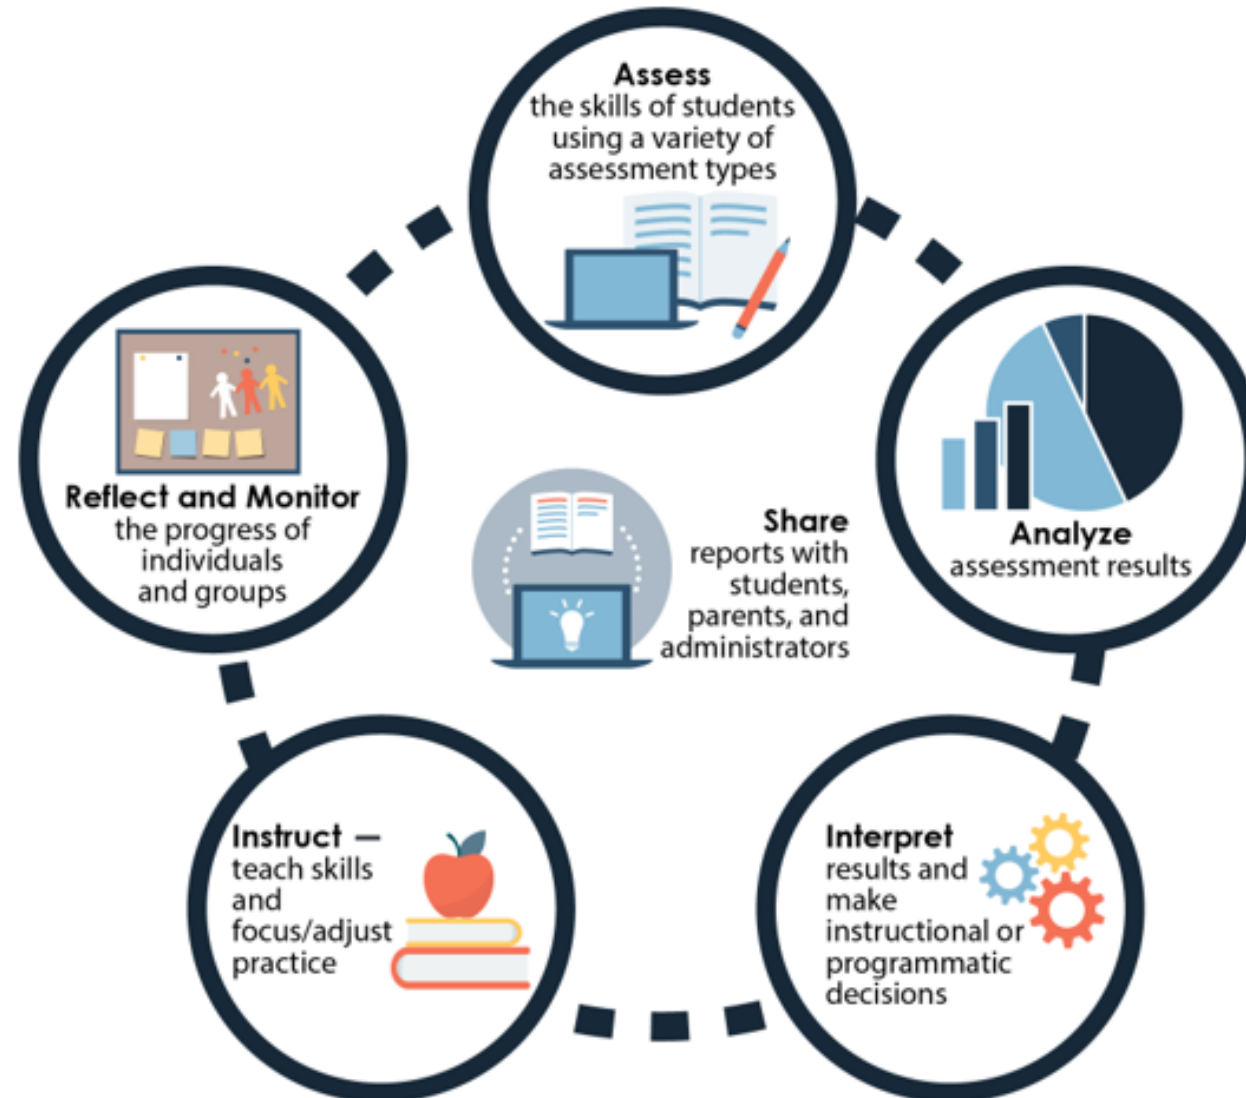 Assess
the skills of students
using a variety of
assessment types
Analyze
assessment results
Interpret
results and
make
instructional or
programmatic
decisions
Instruct —
teach skills
and
focus/adjust
practice
Reflect and Monitor
the progress of
individuals
and groups
Share
reports with
students,
parents, and
administrators